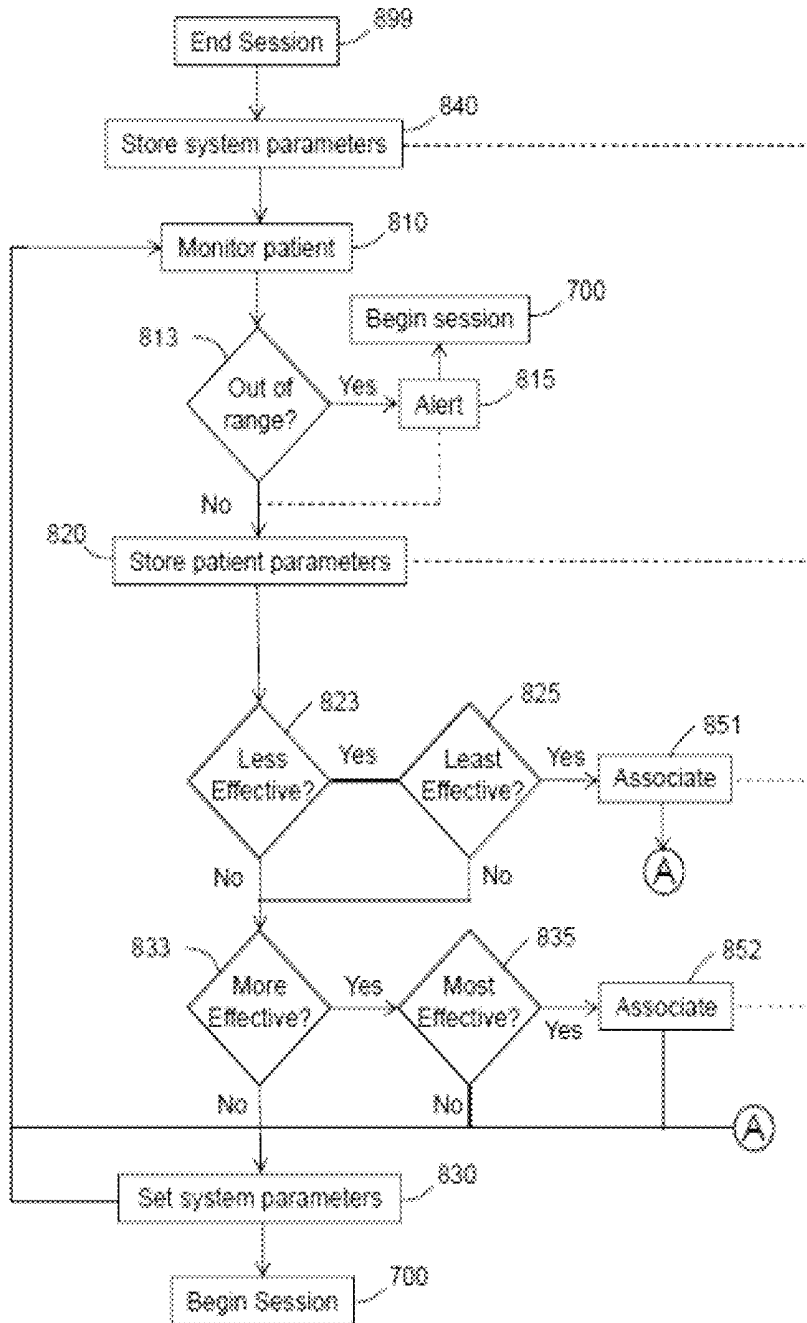 End Session
899
Store system parameters
840
Monitor patient
810
Begin session
700
813
Out of
range?
Yes
Alert
815
No
820
Store patient parameters
823
825
851
Less
Effective?
Yes
Least
Effective?
Yes
Associate
No
No
A
833
835
852
More
Effective?
Yes
Most
Effective?
Yes
Associate
No
No
A
Set system parameters
830
Begin Session
700